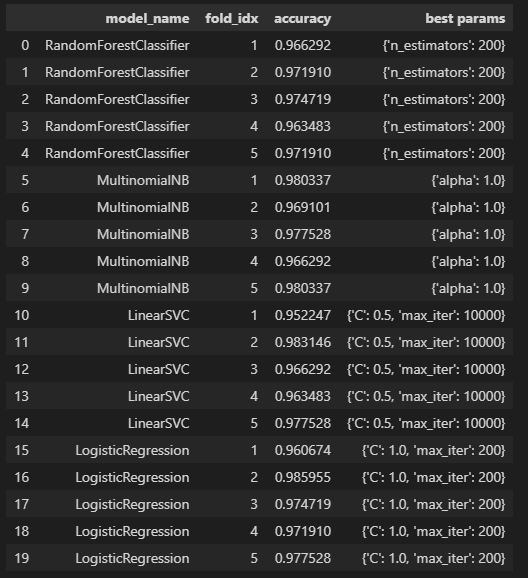 model_name fold_idx accuracy best params
0 RandomForestClassifier 1 0.966292 {'n_estimators': 200}
1 RandomForestClassifier 2 0.971910 {'n_estimators': 200}
2 RandomForestClassifier 3 0.974719 {'n_estimators': 200}
3 RandomForestClassifier 4 0.963483 {'n_estimators': 200}
4 RandomForestClassifier 5 0.971910 {'n_estimators': 200}
5 MultinomialNB 1 0.980337 {'alpha': 1.0}
6 MultinomialNB 2 0.969101 {'alpha': 1.0}
7 MultinomialNB 3 0.977528 {'alpha': 1.0}
8 MultinomialNB 4 0.966292 {'alpha': 1.0}
9 MultinomialNB 5 0.980337 {'alpha': 1.0}
10 LinearSVC 1 0.952247 {'C': 0.5, 'max_iter': 10000}
11 LinearSVC 2 0.983146 {'C': 0.5, 'max_iter': 10000}
12 LinearSVC 3 0.966292 {'C': 0.5, 'max_iter': 10000}
13 LinearSVC 4 0.963483 {'C': 0.5, 'max_iter': 10000}
14 LinearSVC 5 0.977528 {'C': 0.5, 'max_iter': 10000}
15 LogisticRegression 1 0.960674 {'C': 1.0, 'max_iter': 200}
16 LogisticRegression 2 0.985955 {'C': 1.0, 'max_iter': 200}
17 LogisticRegression 3 0.974719 {'C': 1.0, 'max_iter': 200}
18 LogisticRegression 4 0.971910 {'C': 1.0, 'max_iter': 200}
19 LogisticRegression 5 0.977528 {'C': 1.0, 'max_iter': 200}